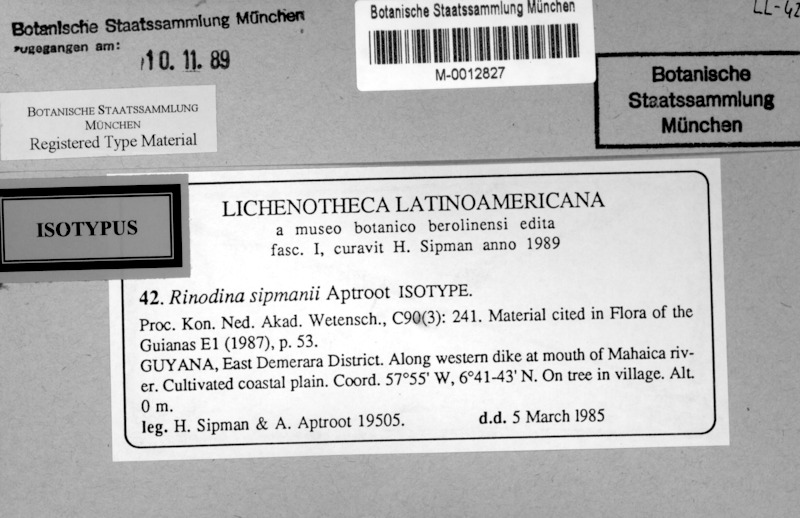 Botanische Staatssammlung München
zugegangen am:
10. 11. 89
Botanische Staatssammlung München
M-0012827
LL-42
Botanische
Staatssammlung
München
BOTANISCHE STAATSSAMMLUNG
MÜNCHEN
Registered Type Material
ISOTYPUS
LICHENOTHECA LATINOAMERICANA
a museo botanico berolinensi edita
fasc. I, curavit H. Sipman anno 1989
42. Rinodina sipmanii Aptroot ISOTYPE.
Proc. Kon. Ned. Akad. Wetensch., C90(3): 241. Material cited in Flora of the
Guianas E1 (1987), p. 53.
GUYANA, East Demerara District. Along western dike at mouth of Mahaica riv-
er. Cultivated coastal plain. Coord. 57°55' W, 6°41-43' N. On tree in village. Alt.
0 m.
leg. H. Sipman & A. Aptroot 19505. d.d. 5 March 1985